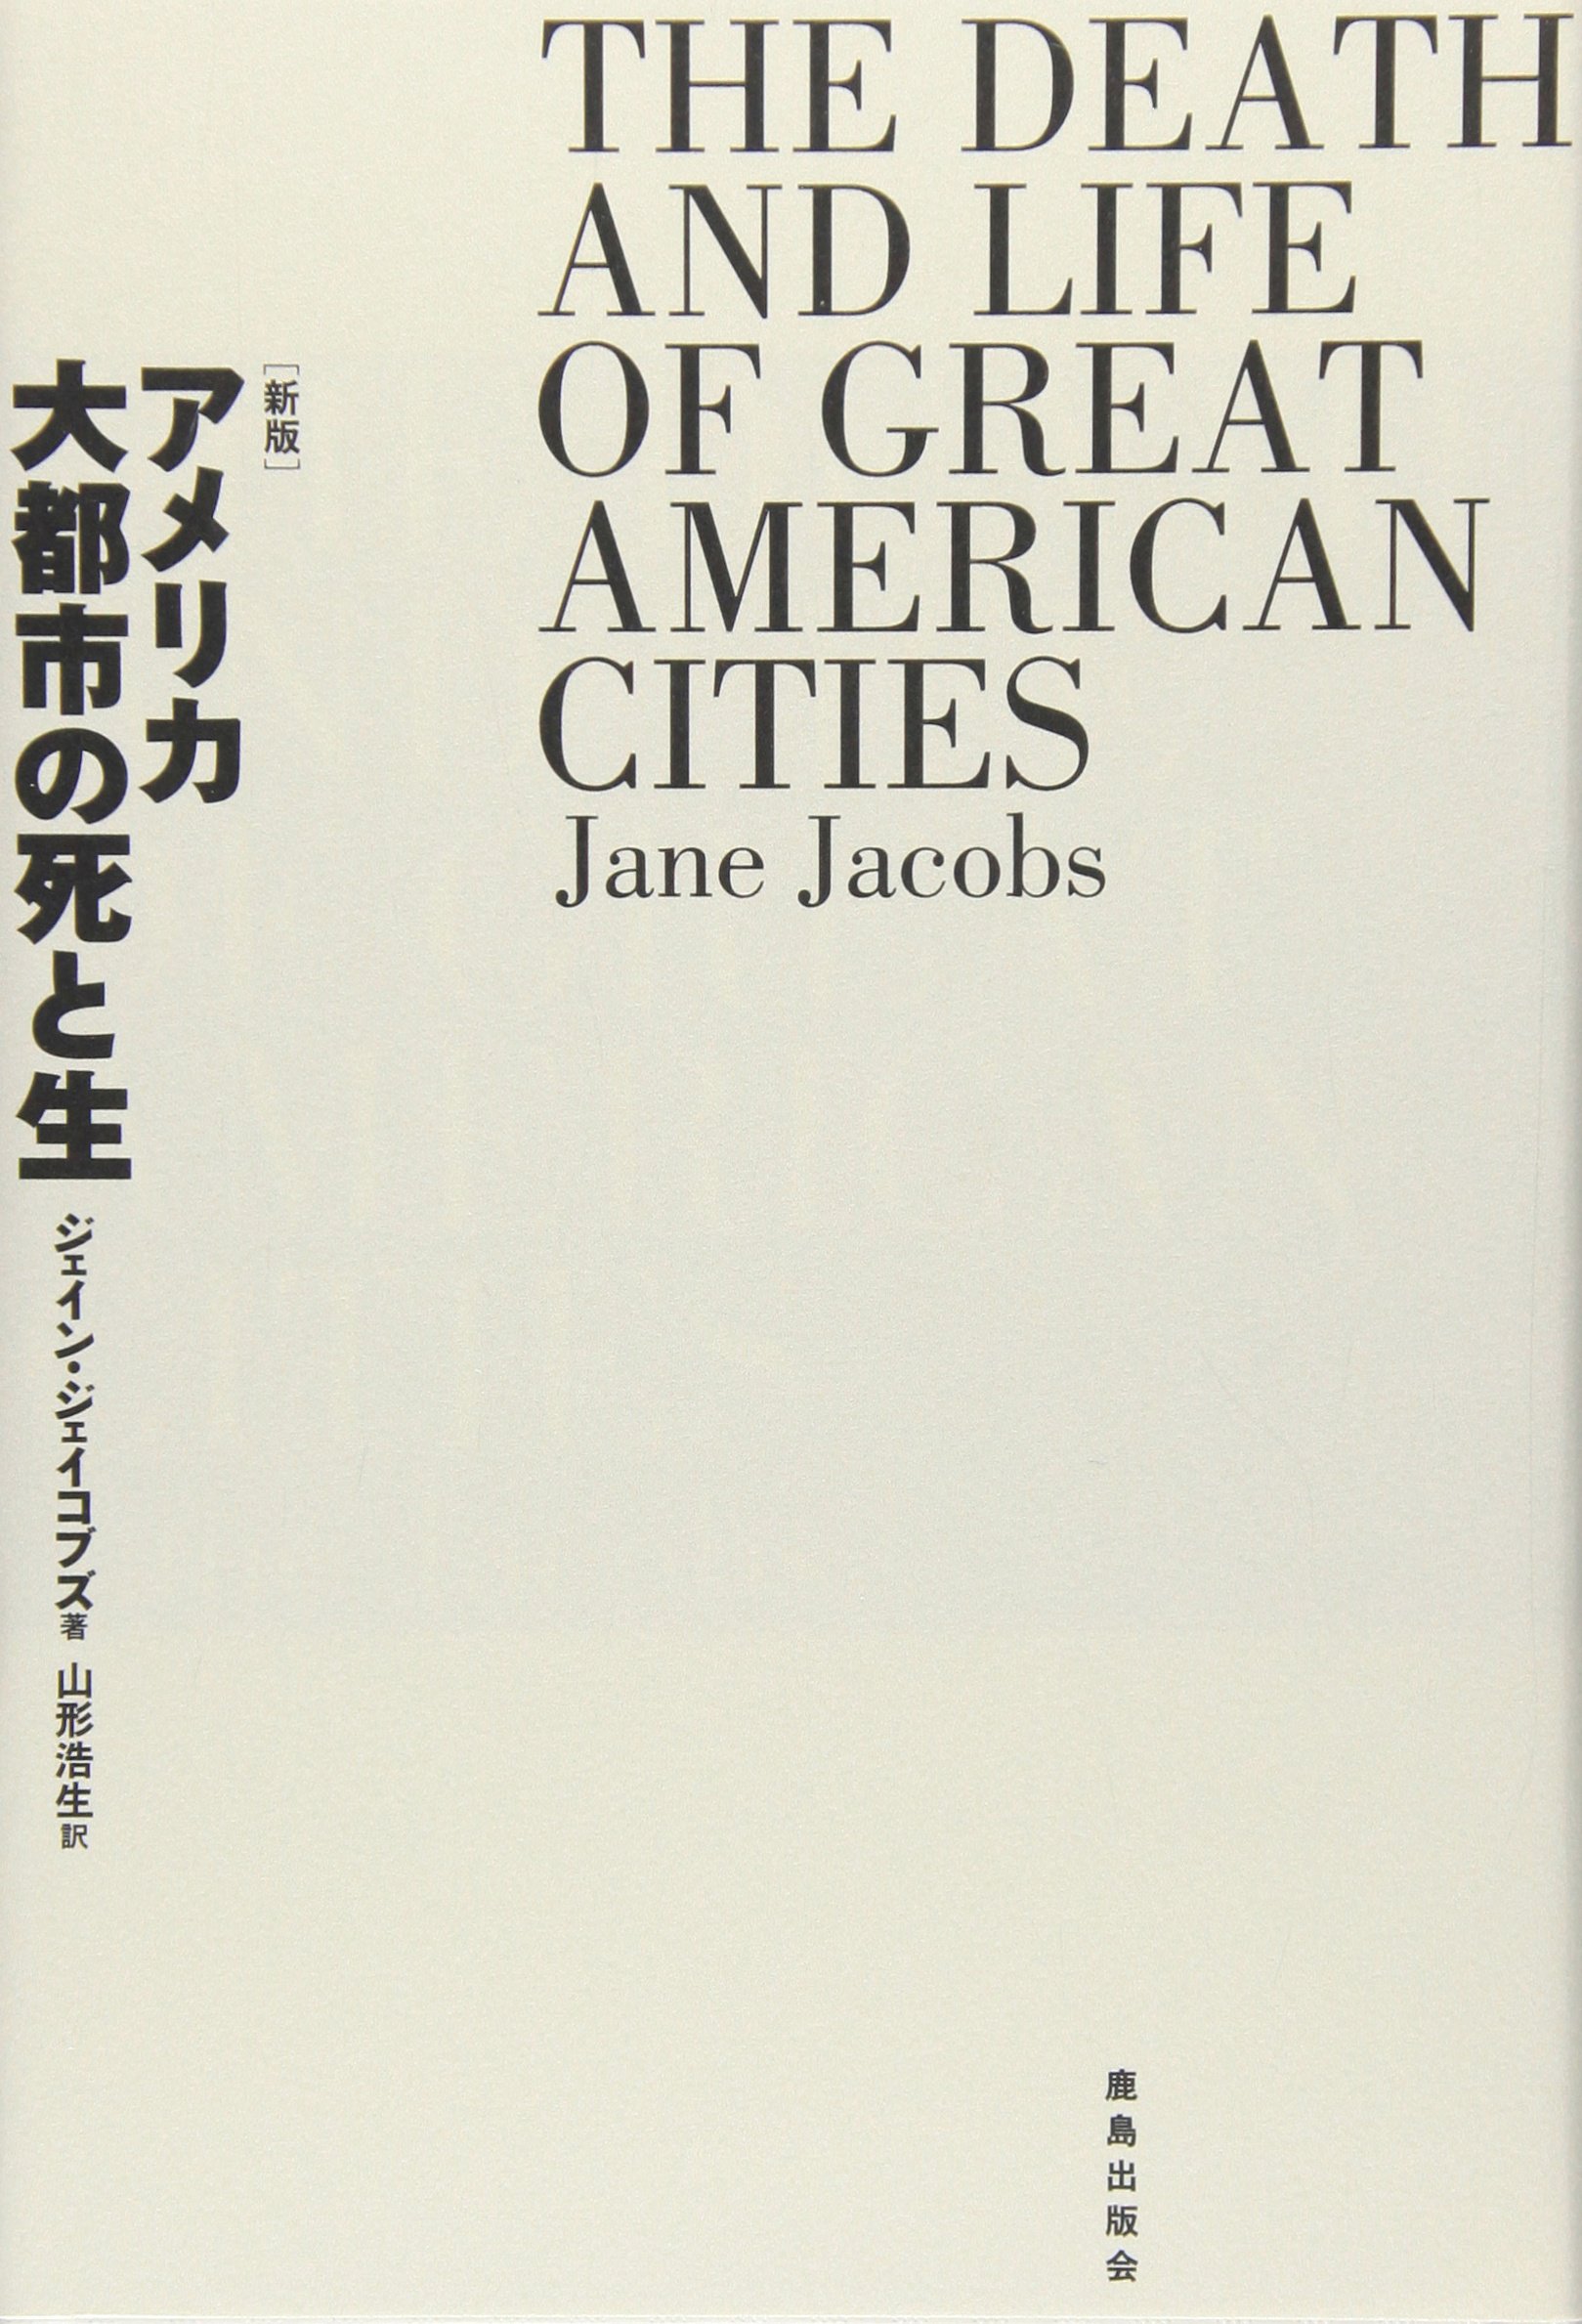 THE DEATH
AND LIFE
OF GREAT
AMERICAN
CITIES
Jane Jacobs
[新版]
アメリカ
大都市の死と生
ジェイン・ジェイコブズ著 山形浩生訳
鹿島出版会